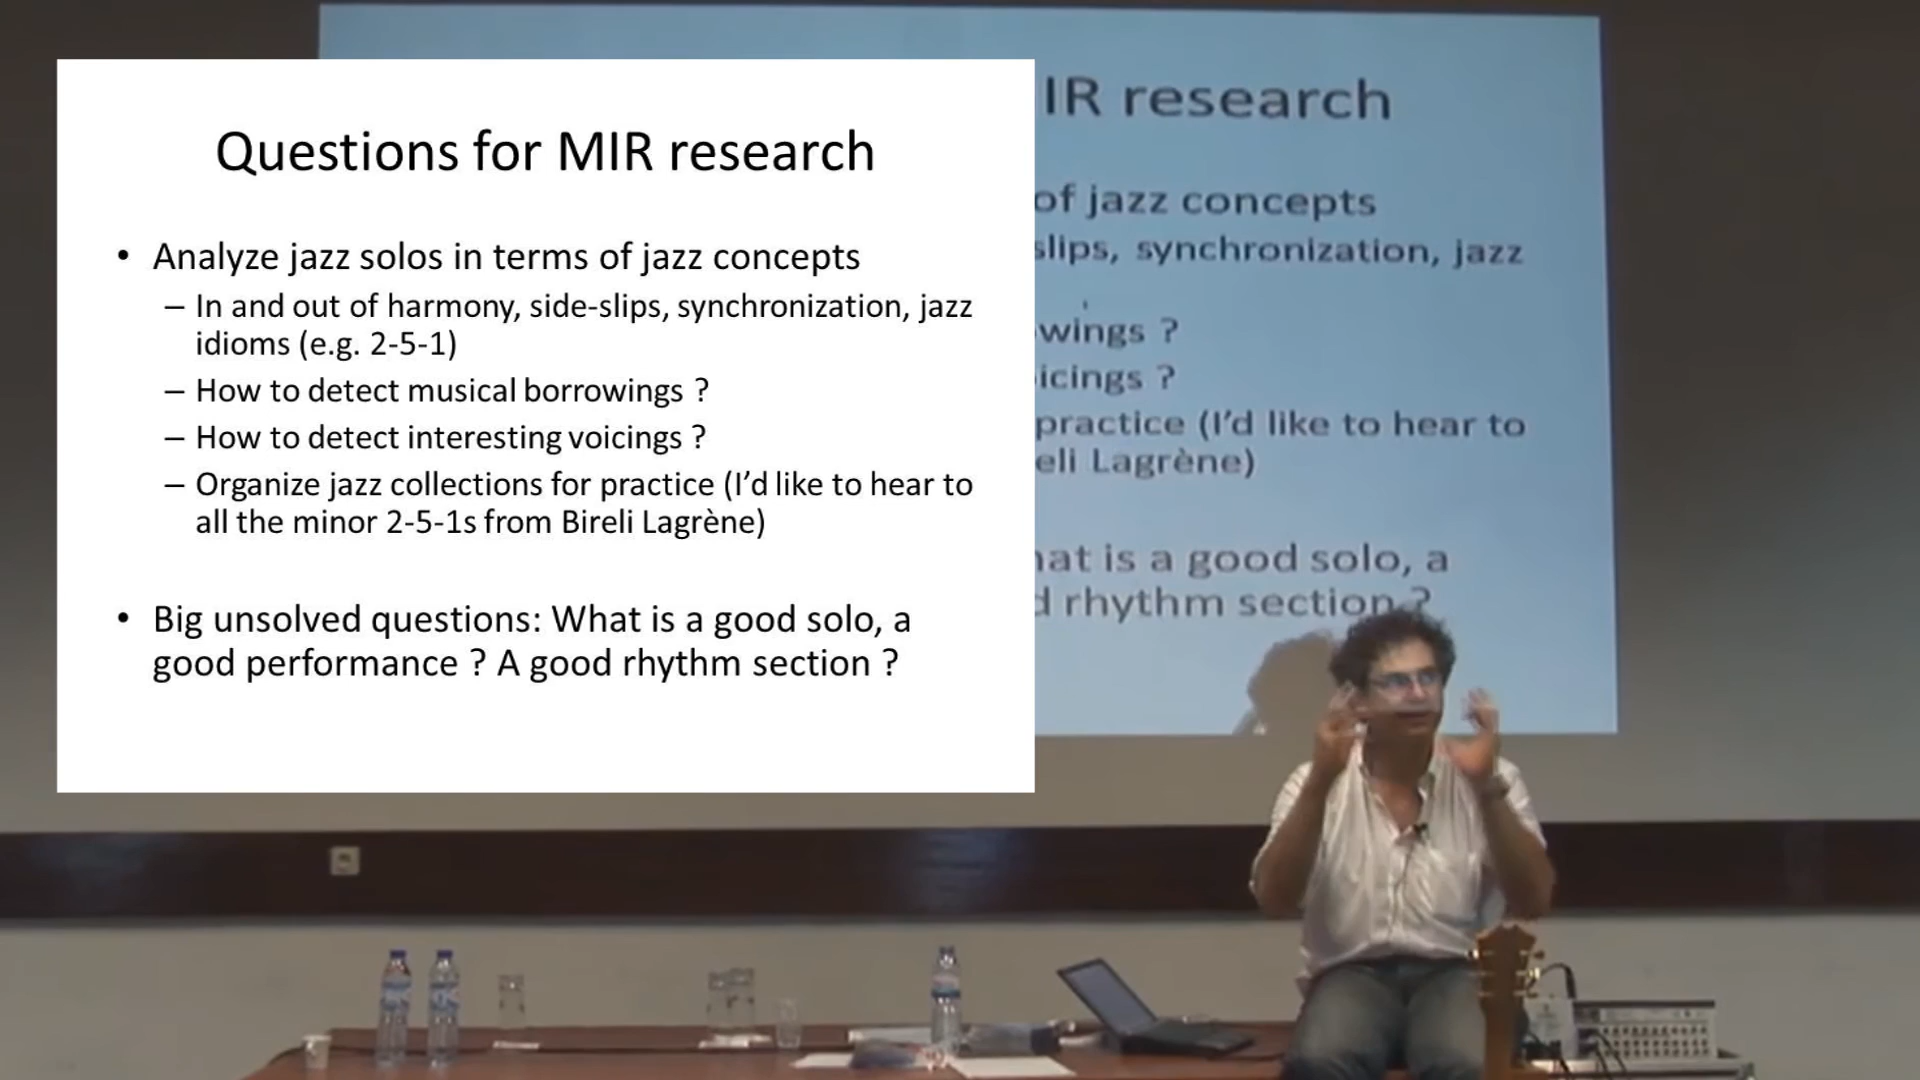 Questions for MIR research
• Analyze jazz solos in terms of jazz concepts
– In and out of harmony, side-slips, synchronization, jazz
idioms (e.g. 2-5-1)
– How to detect musical borrowings ?
– How to detect interesting voicings ?
– Organize jazz collections for practice (I'd like to hear to
all the minor 2-5-1s from Bireli Lagrène)
• Big unsolved questions: What is a good solo, a
good performance ? A good rhythm section ?
IR research
of jazz concepts
slips, synchronization, jazz
wings ?
icings ?
practice (I'd like to hear to
eli Lagrène)
hat is a good solo, a
d rhythm section ?